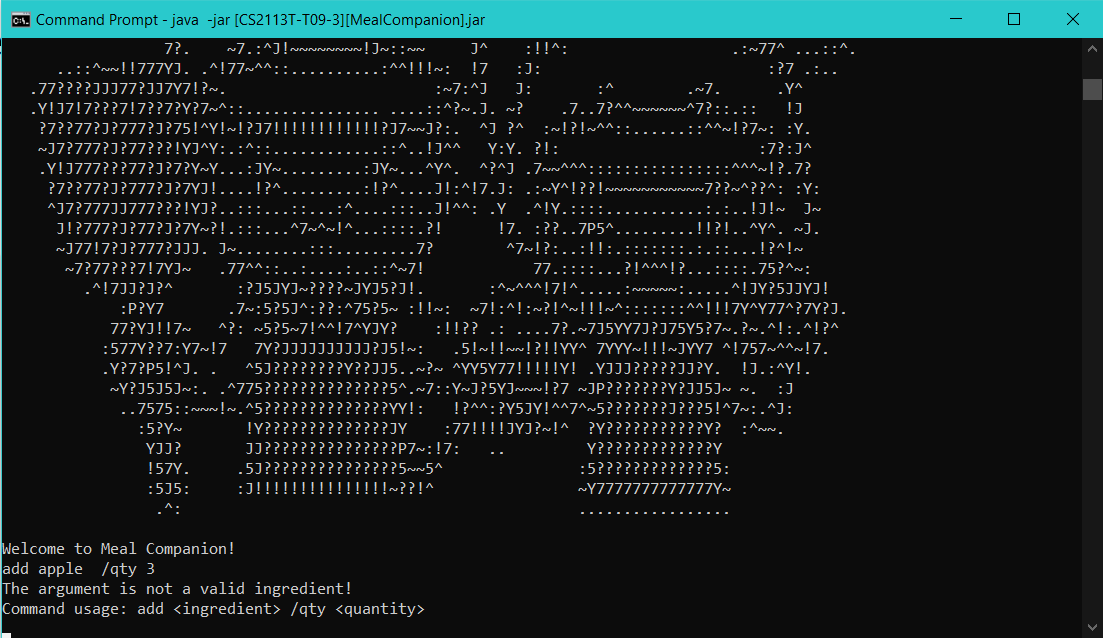 Command Prompt - java  -jar [CS2113T-T09-3][MealCompanion].jar
Welcome to Meal Companion!
add apple  /qty 3
The argument is not a valid ingredient!
Command usage: add <ingredient> /qty <quantity>